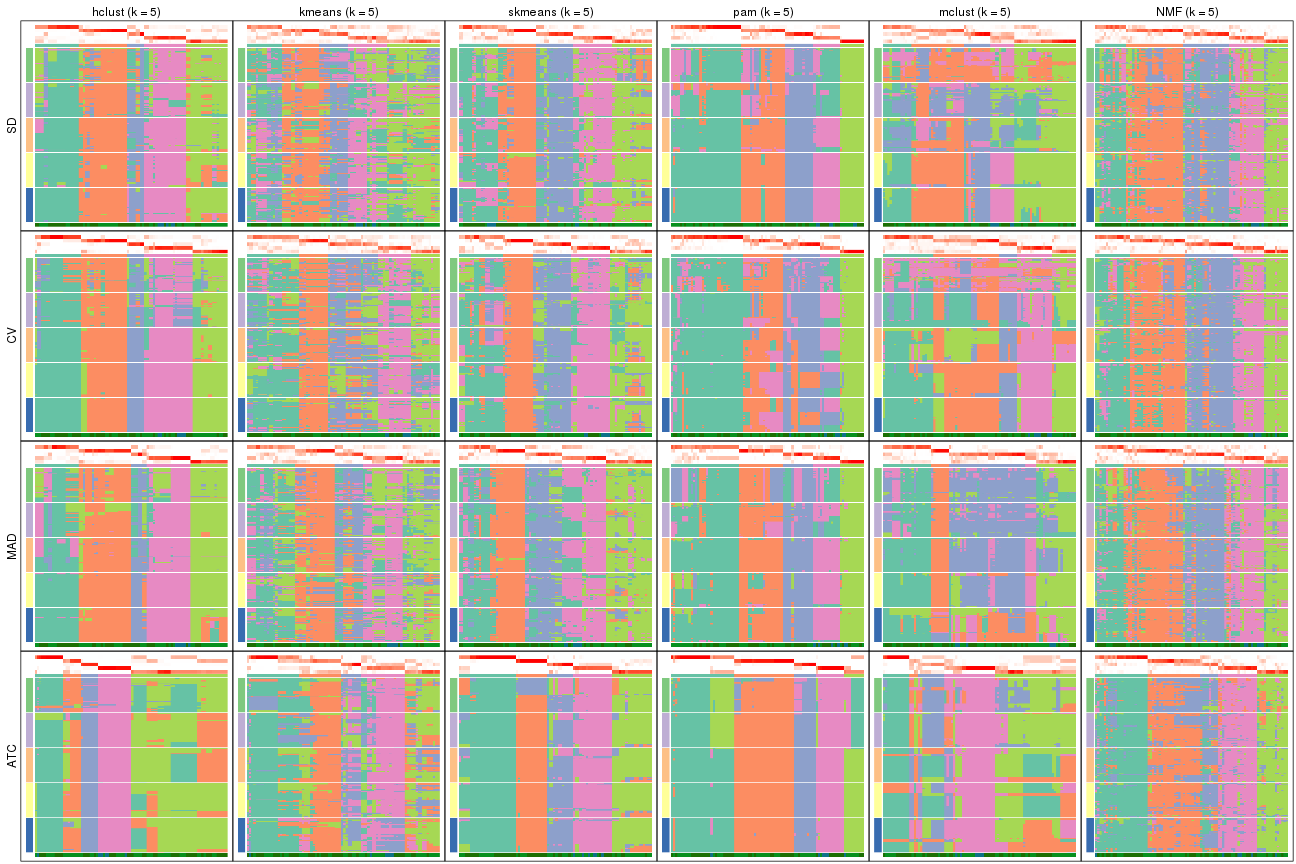 hclust (k = 5) kmeans (k = 5) skmeans (k = 5) pam (k = 5) mclust (k = 5) NMF (k = 5)
SD
CV
MAD
ATC